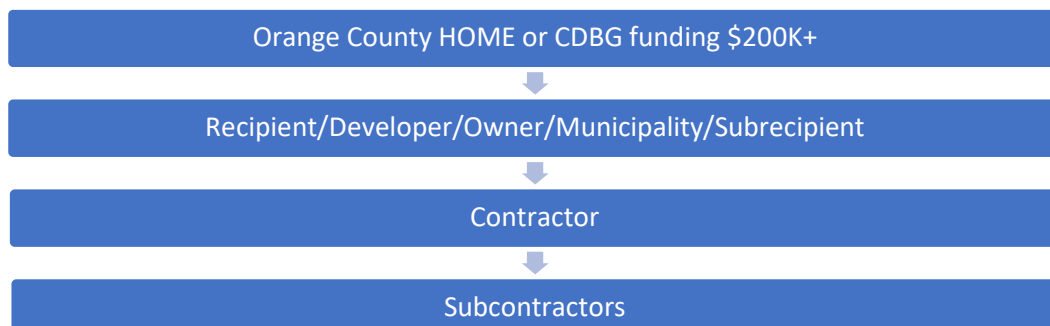 Orange County HOME or CDBG funding $200K+
Recipient/Developer/Owner/Municipality/Subrecipient
Contractor
Subcontractors